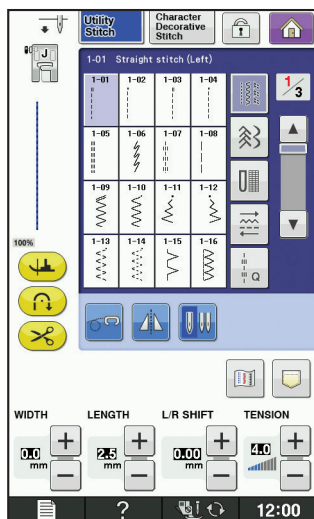 Utility Stitch
Character Decorative Stitch
J
1-01 Straight stitch (Left)
1-01 1-02 1-03 1-04
1/3
1-05 1-06 1-07 1-08
1-09 1-10 1-11 1-12
1-13 1-14 1-15 1-16
Q
100%
WIDTH LENGTH L/R SHIFT TENSION
0.0 mm + − 2.5 mm + − 0.00 mm + − 4.0 + −
? 12:00